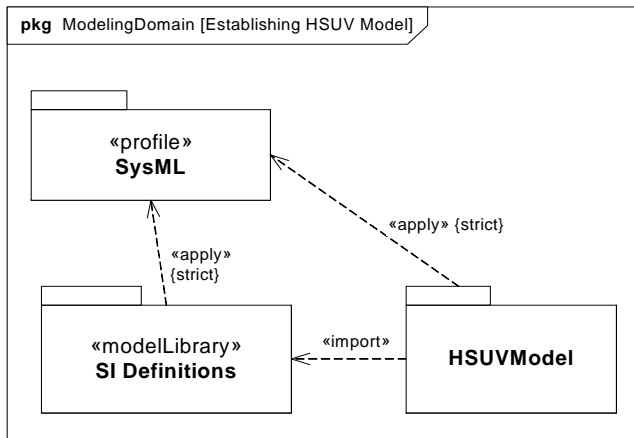 pkg ModelingDomain [Establishing HSUV Model]
«profile»
SysML
«apply» {strict}
«apply»
{strict}
«modelLibrary»
SI Definitions
«import»
HSUVModel